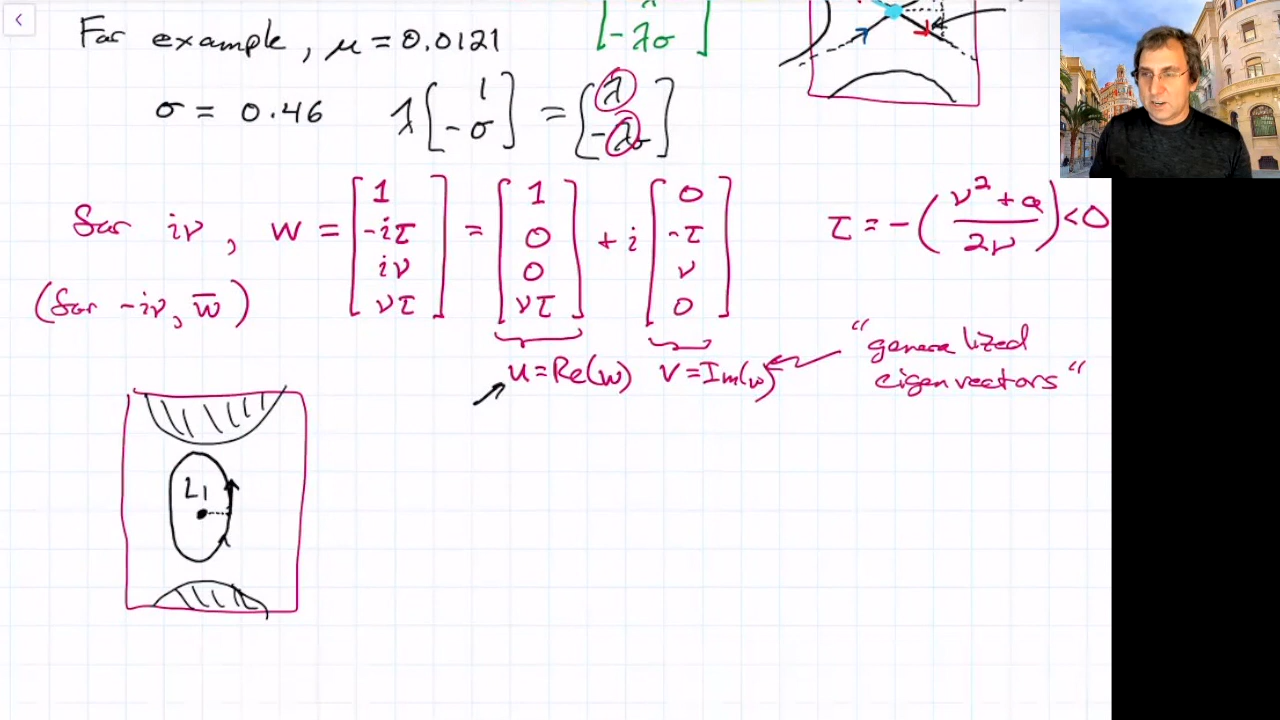 For example, μ = 0.0121
[-λσ]
σ = 0.46 λ[1 -σ] = [λ -λσ]
for iν, w = [1 -iτ iν ντ] = [1 0 0 ντ] + i[0 -τ ν 0] τ = -(ν² + a / 2ν) < 0
(for -iν, w̄)
u = Re(w) v = Im(w) "generalized
eigenvectors"
L₁